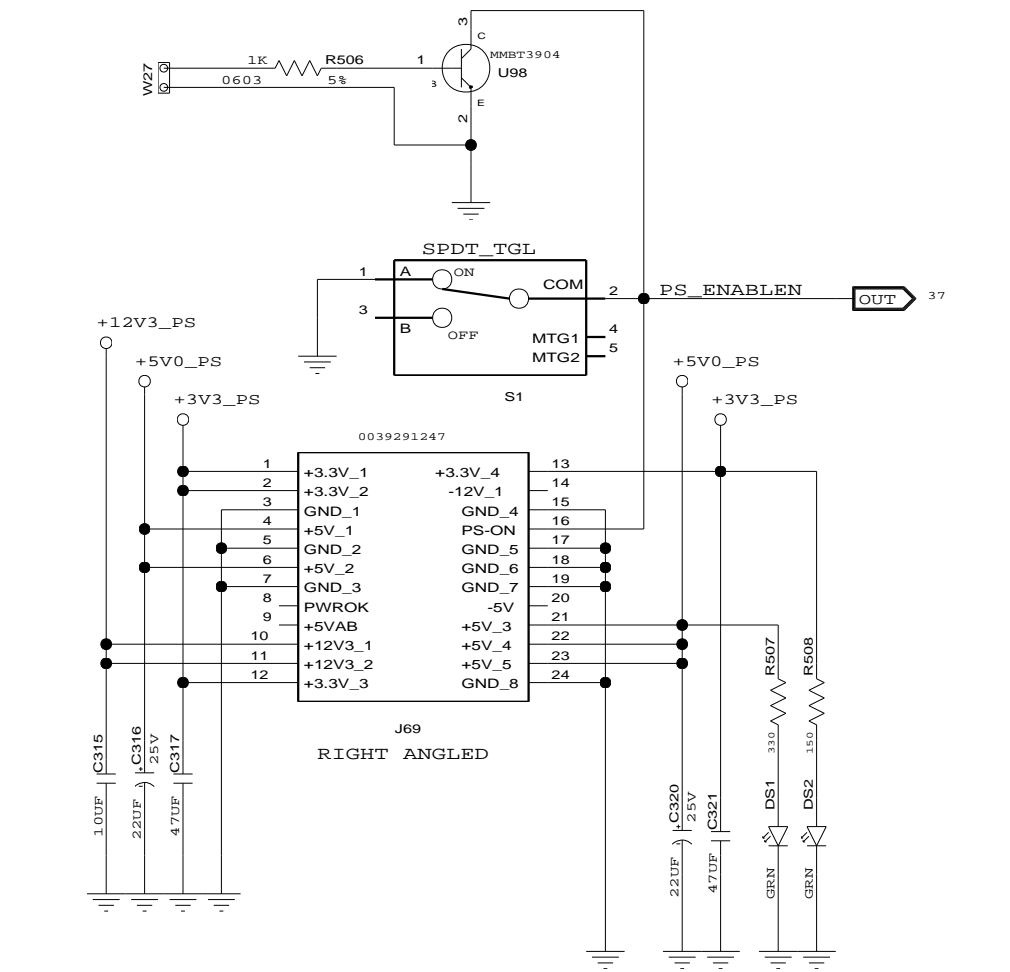 3
C
MMBT3904
1K R506 1
U98
W27
0603 5%
B
E
2
SPDT_TGL
1 A ON
COM 2 PS_ENABLEN OUT 37
3 B OFF
MTG1 4
MTG2 5
S1
+12V3_PS
+5V0_PS
+3V3_PS
+5V0_PS
+3V3_PS
0039291247
1 +3.3V_1 +3.3V_4 13
2 +3.3V_2 -12V_1 14
3 GND_1 GND_4 15
4 +5V_1 PS-ON 16
5 GND_2 GND_5 17
6 +5V_2 GND_6 18
7 GND_3 GND_7 19
8 PWROK -5V 20
9 +5VAB +5V_3 21
10 +12V3_1 +5V_4 22
11 +12V3_2 +5V_5 23
12 +3.3V_3 GND_8 24
J69
RIGHT ANGLED
C315
10UF
C316
25V
22UF
C317
47UF
C320
25V
22UF
C321
47UF
R507
330
DS1
GRN
R508
150
DS2
GRN